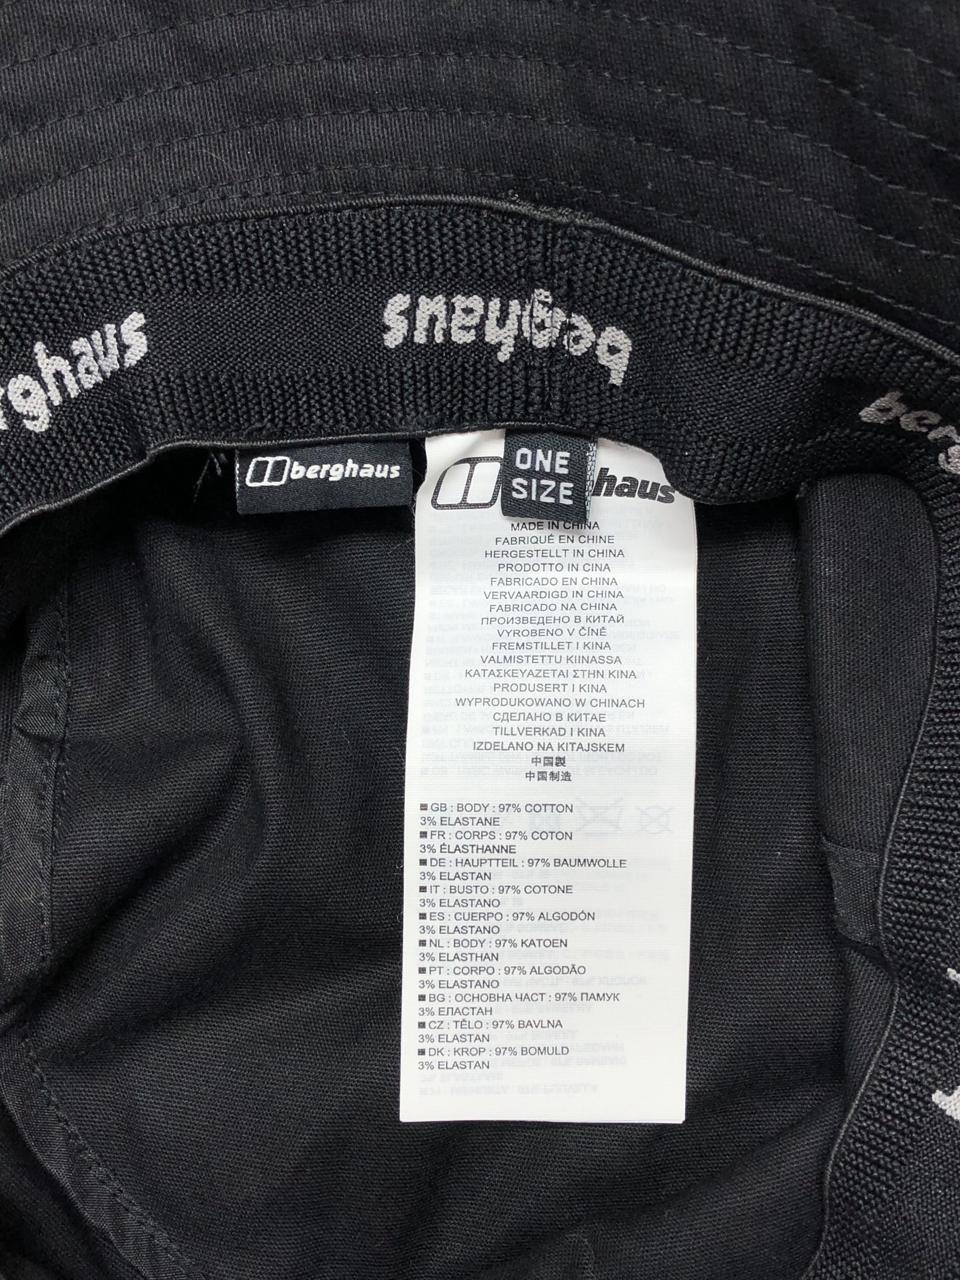 berghaus
berghaus
berg
berghaus
ONE
SIZE
haus
MADE IN CHINA
FABRIQUÉ EN CHINE
HERGESTELLT IN CHINA
PRODOTTO IN CINA
FABRICADO EN CHINA
VERVAARDIGD IN CHINA
FABRICADO NA CHINA
ПРОИЗВЕДЕНО В КИТАЙ
VYROBENO V ČÍNĚ
FREMSTILLET I KINA
VALMISTETTU KIINASSA
ΚΑΤΑΣΚΕΥΑΖΕΤΑΙ ΣΤΗΝ ΚΙΝΑ
PRODUSERT I KINA
WYPRODUKOWANO W CHINACH
СДЕЛАНО В КИТАЕ
TILLVERKAD I KINA
IZDELANO NA KITAJSKEM
中国製
中国制造
GB : BODY : 97% COTTON
3% ELASTANE
FR : CORPS : 97% COTON
3% ÉLASTHANNE
DE : HAUPTTEIL : 97% BAUMWOLLE
3% ELASTAN
IT : BUSTO : 97% COTONE
3% ELASTANO
ES : CUERPO : 97% ALGODÓN
3% ELASTANO
NL : BODY : 97% KATOEN
3% ELASTHAN
PT : CORPO : 97% ALGODÃO
3% ELASTANO
BG : ОСНОВНА ЧАСТ : 97% ПАМУК
3% ЕЛАСТАН
CZ : TĚLO : 97% BAVLNA
3% ELASTAN
DK : KROP : 97% BOMULD
3% ELASTAN